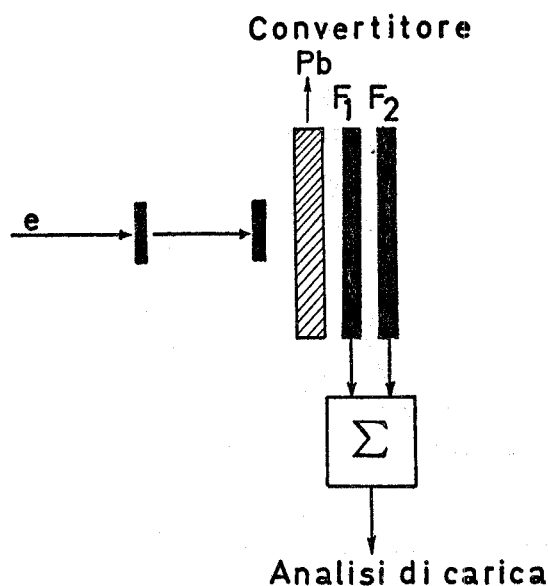 Convertitore
Pb
F1 F2
e
Σ
Analisi di carica